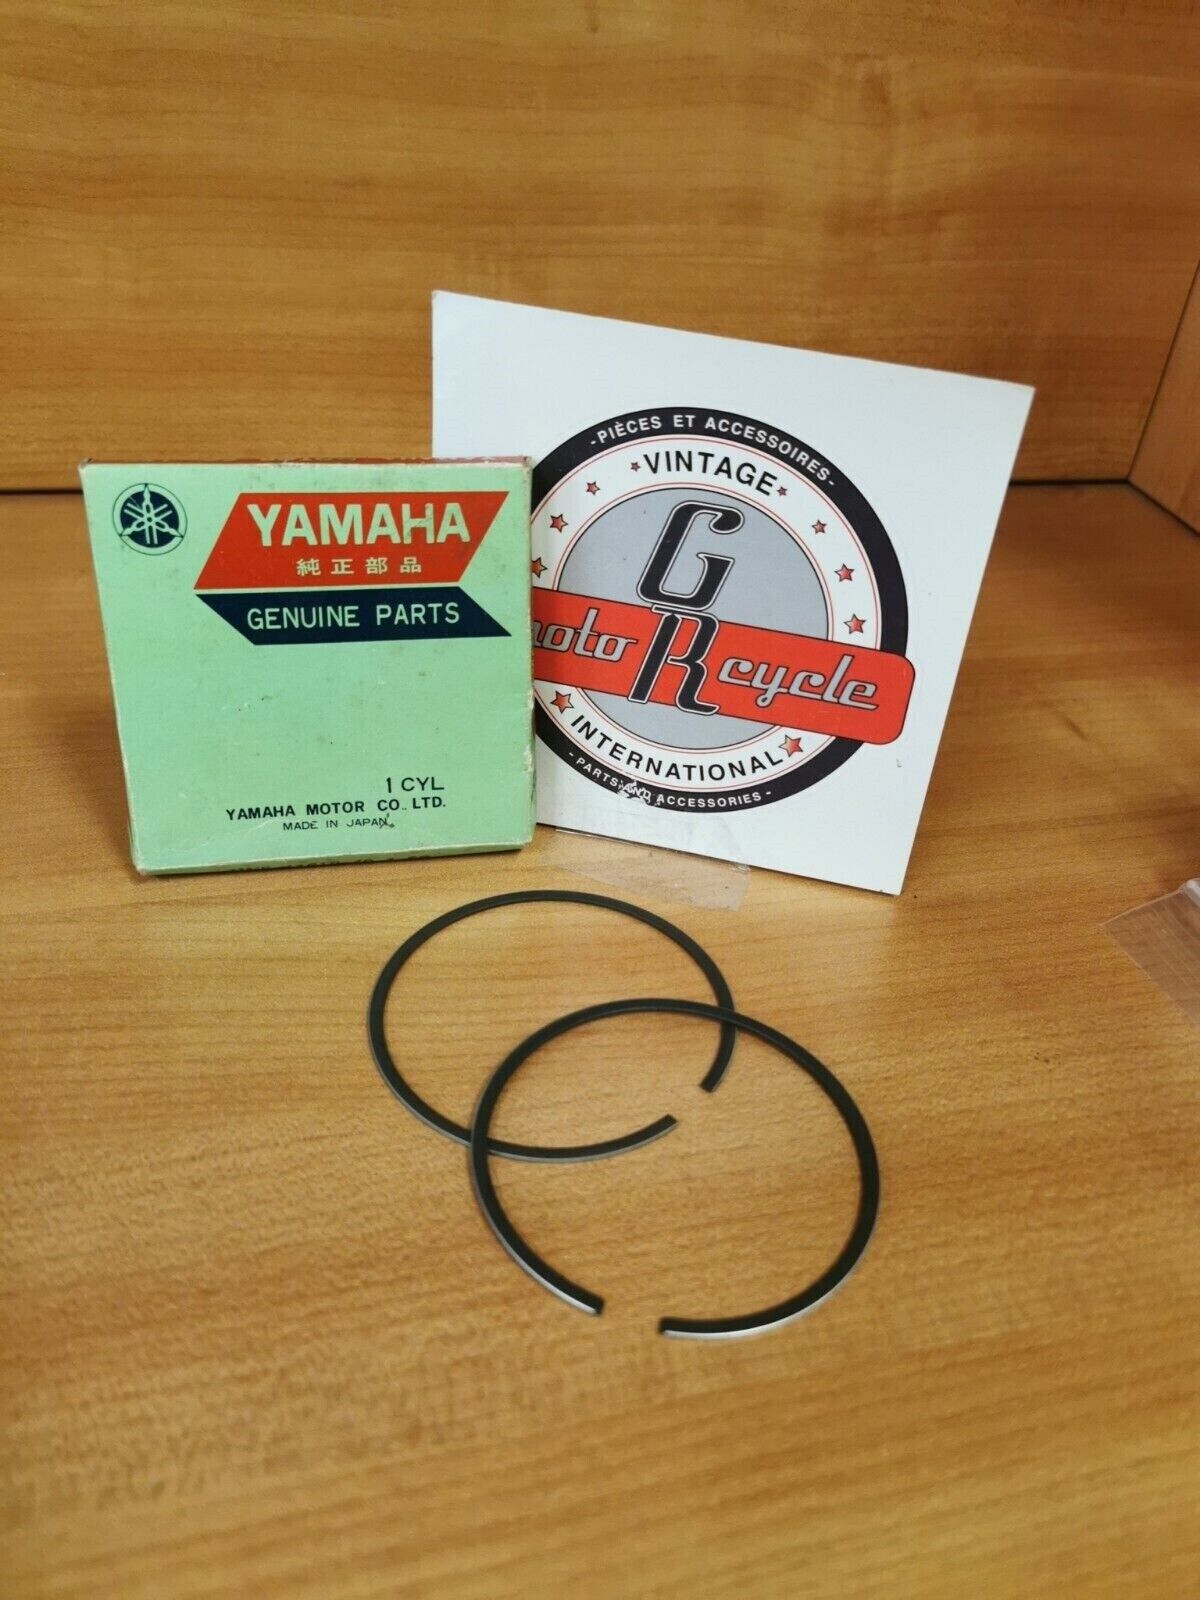 YAMAHA
純正部品
GENUINE PARTS
1 CYL
YAMAHA MOTOR CO., LTD.
MADE IN JAPAN
-PIÈCES ET ACCESSOIRES-
VINTAGE
GR
moto cycle
INTERNATIONAL
- PARTS AND ACCESSORIES -